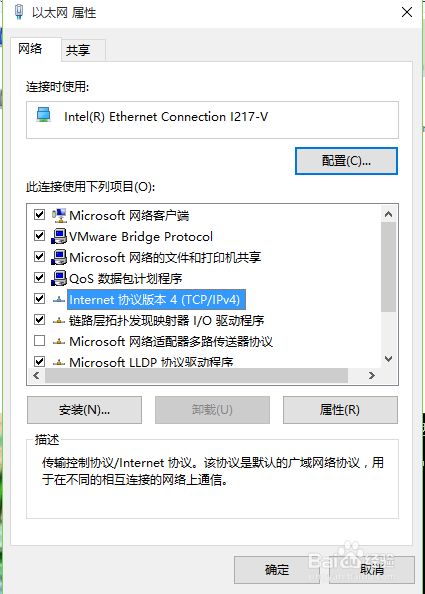 以太网 属性
网络
共享
连接时使用:
Intel(R) Ethernet Connection I217-V
配置(C)...
此连接使用下列项目(O):
Microsoft 网络客户端
VMware Bridge Protocol
Microsoft 网络的文件和打印机共享
QoS 数据包计划程序
Internet 协议版本 4 (TCP/IPv4)
链路层拓扑发现映射器 I/O 驱动程序
Microsoft 网络适配器多路传送器协议
Microsoft LLDP 协议驱动程序
安装(N)...
卸载(U)
属性(R)
描述
传输控制协议/Internet 协议。该协议是默认的广域网络协议，用
于在不同的相互连接的网络上通信。
确定
取消
Baidu 经验